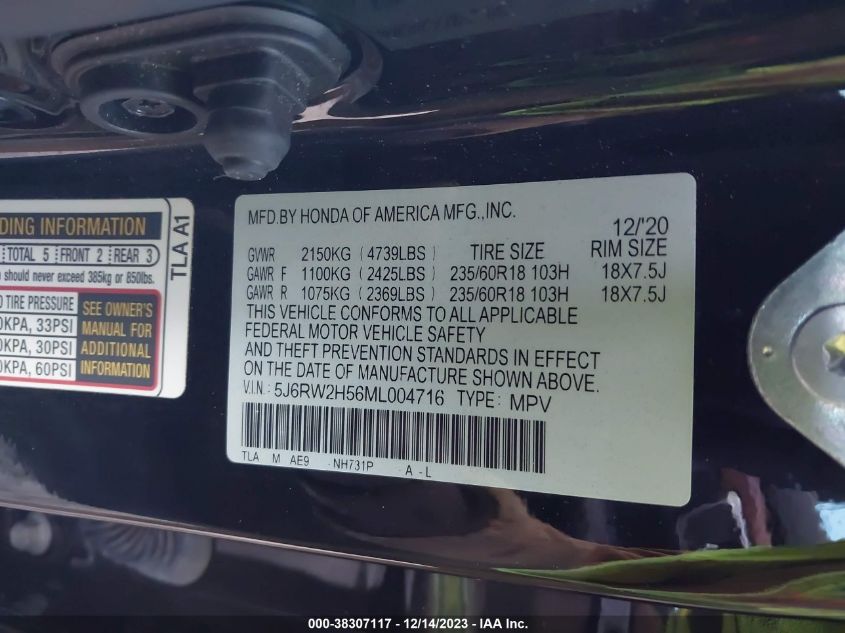 DING INFORMATION
TOTAL 5 | FRONT 2 | REAR 3
should never exceed 385kg or 850lbs.
TIRE PRESSURE
0KPA, 33PSI
0KPA, 30PSI
0KPA, 60PSI
SEE OWNER'S
MANUAL FOR
ADDITIONAL
INFORMATION
TLA A1
MFD.BY HONDA OF AMERICA MFG.,INC.
12/'20
GVWR 2150KG (4739LBS) TIRE SIZE RIM SIZE
GAWR F 1100KG (2425LBS) 235/60R18 103H 18X7.5J
GAWR R 1075KG (2369LBS) 235/60R18 103H 18X7.5J
THIS VEHICLE CONFORMS TO ALL APPLICABLE
FEDERAL MOTOR VEHICLE SAFETY
AND THEFT PREVENTION STANDARDS IN EFFECT
ON THE DATE OF MANUFACTURE SHOWN ABOVE.
V.I.N.: 5J6RW2H56ML004716 TYPE: MPV
TLA M AE9 NH731P A - L
000-38307117 - 12/14/2023 - IAA Inc.